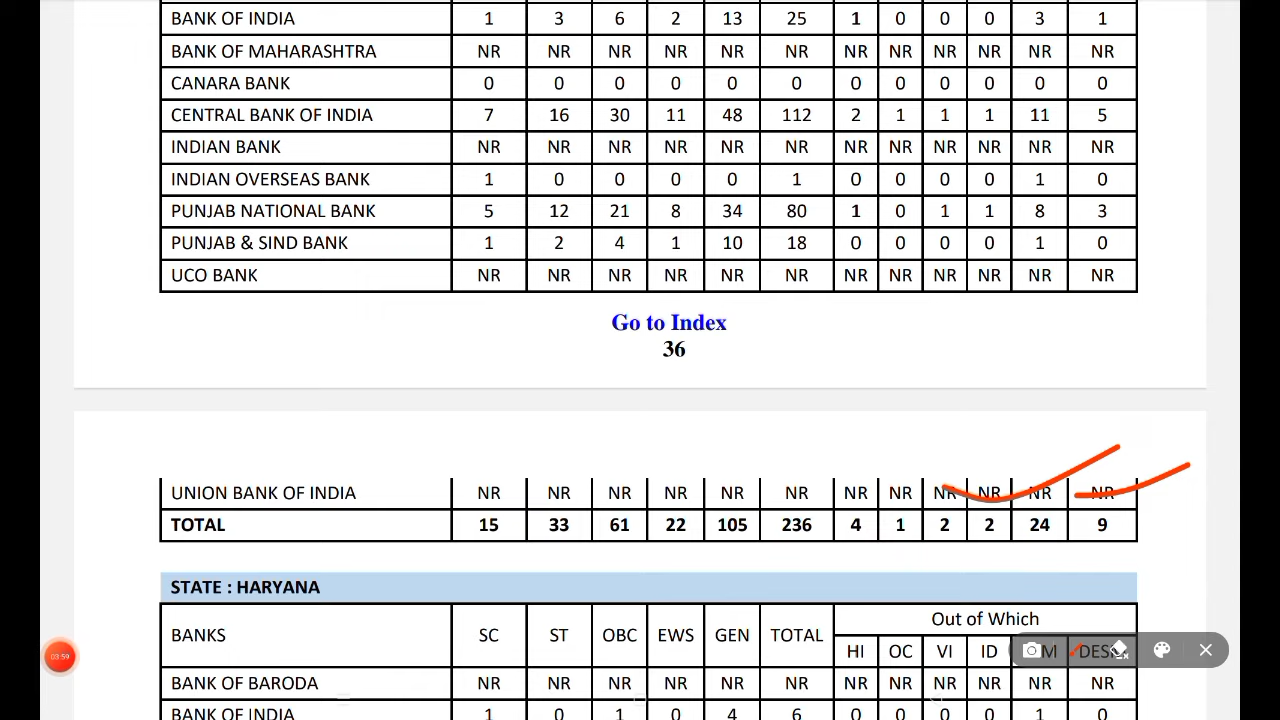 BANK OF INDIA 1 3 6 2 13 25 1 0 0 0 3 1
BANK OF MAHARASHTRA NR NR NR NR NR NR NR NR NR NR NR NR
CANARA BANK 0 0 0 0 0 0 0 0 0 0 0 0
CENTRAL BANK OF INDIA 7 16 30 11 48 112 2 1 1 1 11 5
INDIAN BANK NR NR NR NR NR NR NR NR NR NR NR NR
INDIAN OVERSEAS BANK 1 0 0 0 0 1 0 0 0 0 1 0
PUNJAB NATIONAL BANK 5 12 21 8 34 80 1 0 1 1 8 3
PUNJAB & SIND BANK 1 2 4 1 10 18 0 0 0 0 1 0
UCO BANK NR NR NR NR NR NR NR NR NR NR NR NR
Go to Index
36
UNION BANK OF INDIA NR NR NR NR NR NR NR NR NR NR NR NR
TOTAL 15 33 61 22 105 236 4 1 2 2 24 9
STATE : HARYANA
BANKS SC ST OBC EWS GEN TOTAL Out of Which
HI OC VI ID
03:59
BANK OF BARODA NR NR NR NR NR NR NR NR NR NR NR NR
BANK OF INDIA 1 0 1 0 4 6 0 0 0 0 1 0